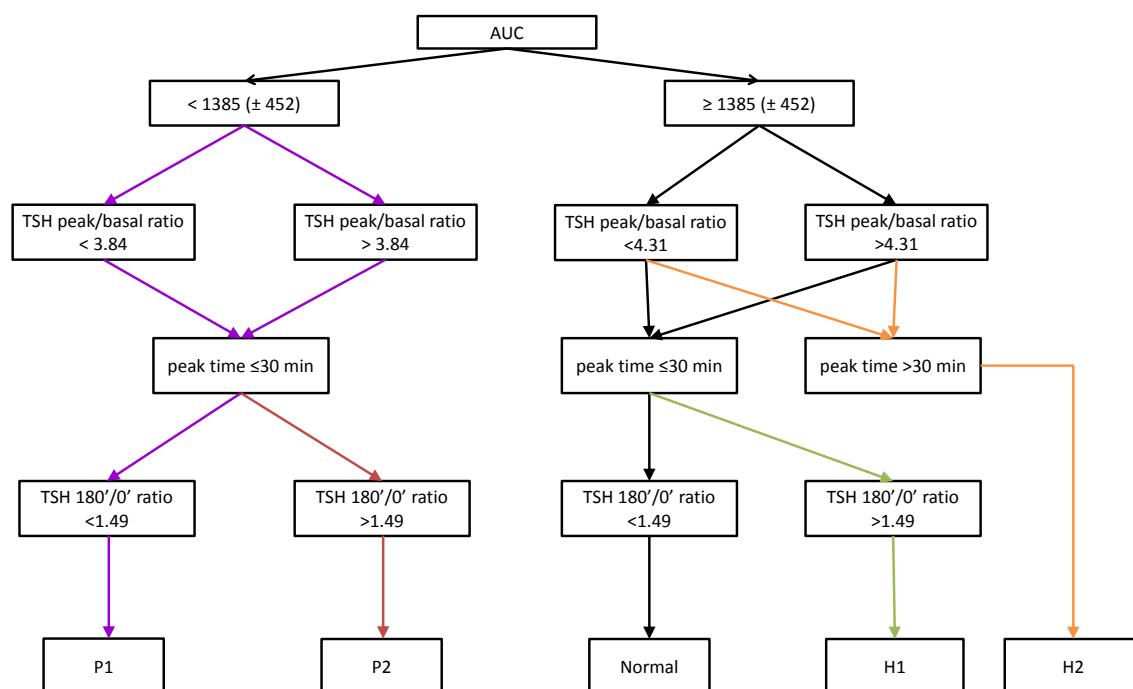 AUC
< 1385 (± 452)
≥ 1385 (± 452)
TSH peak/basal ratio
< 3.84
TSH peak/basal ratio
> 3.84
TSH peak/basal ratio
<4.31
TSH peak/basal ratio
>4.31
peak time ≤30 min
peak time ≤30 min
peak time >30 min
TSH 180’/0’ ratio
<1.49
TSH 180’/0’ ratio
>1.49
TSH 180’/0’ ratio
<1.49
TSH 180’/0’ ratio
>1.49
P1
P2
Normal
H1
H2